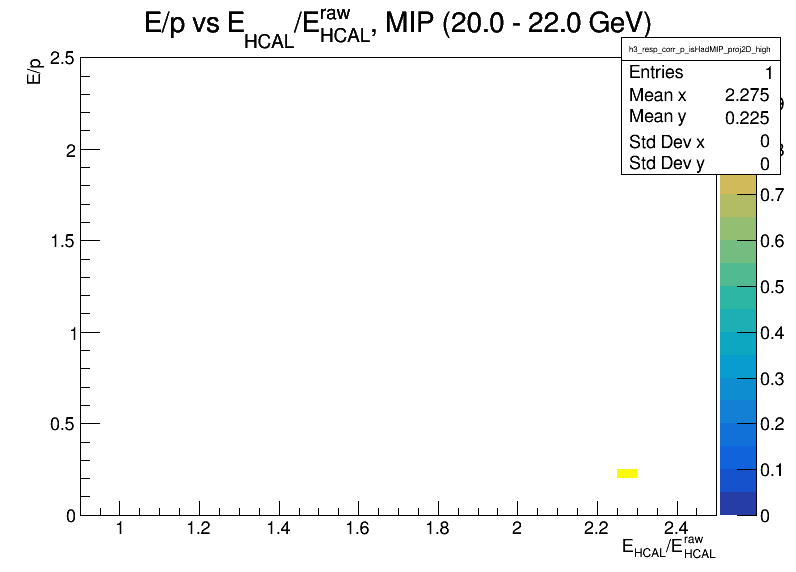 E/p vs E_HCAL/E^raw_HCAL, MIP (20.0 - 22.0 GeV)
h3_resp_corr_p_isHadMIP_proj2D_high
Entries 1
Mean x 2.275
Mean y 0.225
Std Dev x 0
Std Dev y 0
E/p
2.5
2
1.5
1
0.5
0
1 1.2 1.4 1.6 1.8 2 2.2 2.4
E_HCAL/E^raw_HCAL
0.7
0.6
0.5
0.4
0.3
0.2
0.1
0